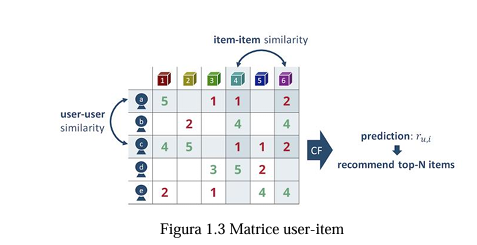 item-item similarity
1 2 3 4 5 6
a 5 1 1 2
user-user
similarity
b 2 4 4
c 4 5 1 1 2
d 3 5 2
e 2 1 4 4
CF
prediction: r u,i
recommend top-N items
Figura 1.3 Matrice user-item